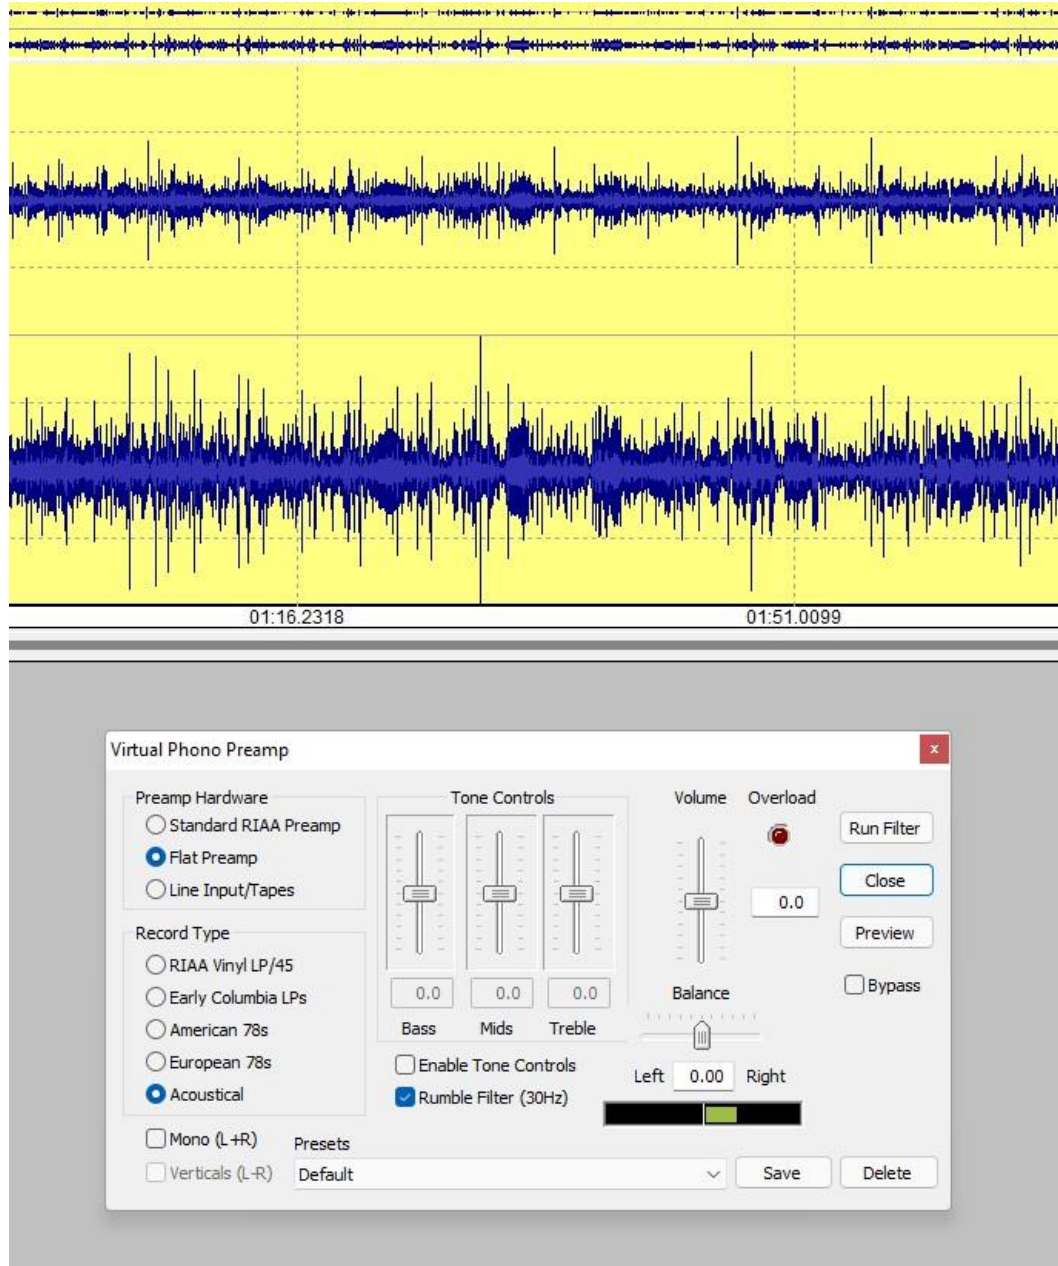 01:16.2318 01:51.0099
Virtual Phono Preamp x
Preamp Hardware
Standard RIAA Preamp
Flat Preamp
Line Input/Tapes
Record Type
RIAA Vinyl LP/45
Early Columbia LPs
American 78s
European 78s
Acoustical
Mono (L+R)
Verticals (L-R)
Tone Controls
0.0 0.0 0.0
Bass Mids Treble
Enable Tone Controls
Rumble Filter (30Hz)
Presets
Default
Volume Overload
0.0
Balance
Left 0.00 Right
Run Filter
Close
Preview
Bypass
Save Delete